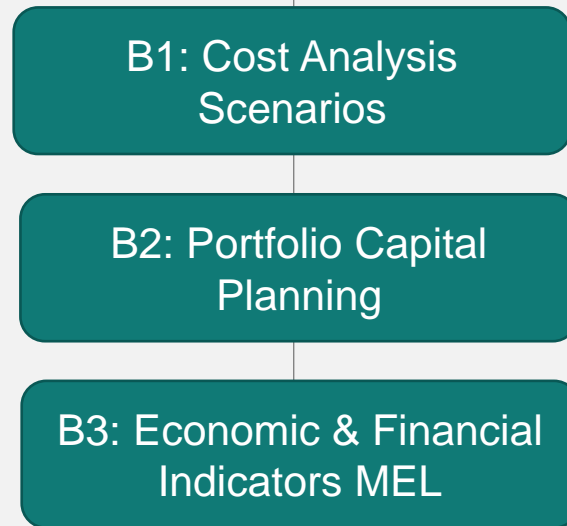 B1: Cost Analysis
Scenarios
B2: Portfolio Capital
Planning
B3: Economic & Financial
Indicators MEL